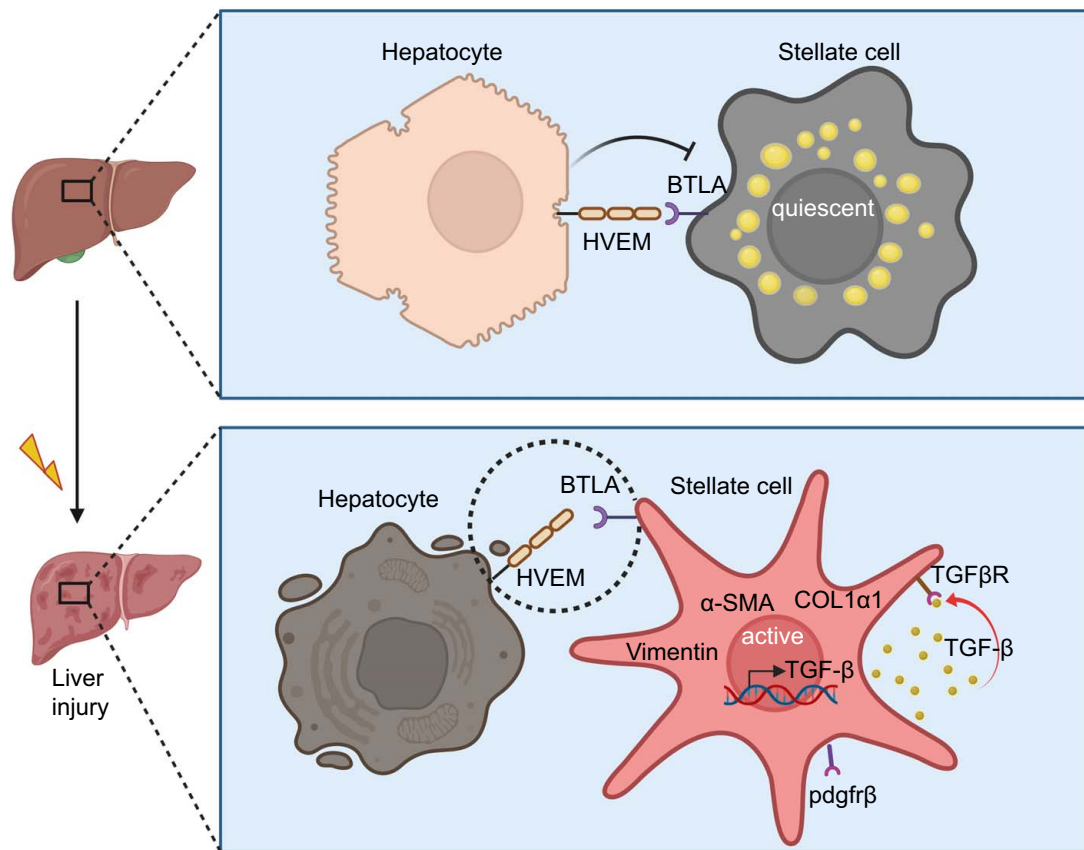 Hepatocyte
Stellate cell
BTLA
quiescent
HVEM
Hepatocyte
BTLA
Stellate cell
HVEM
TGFβR
α-SMA
COL1α1
active
Vimentin
TGF-β
TGF-β
Liver
injury
pdgfrβ